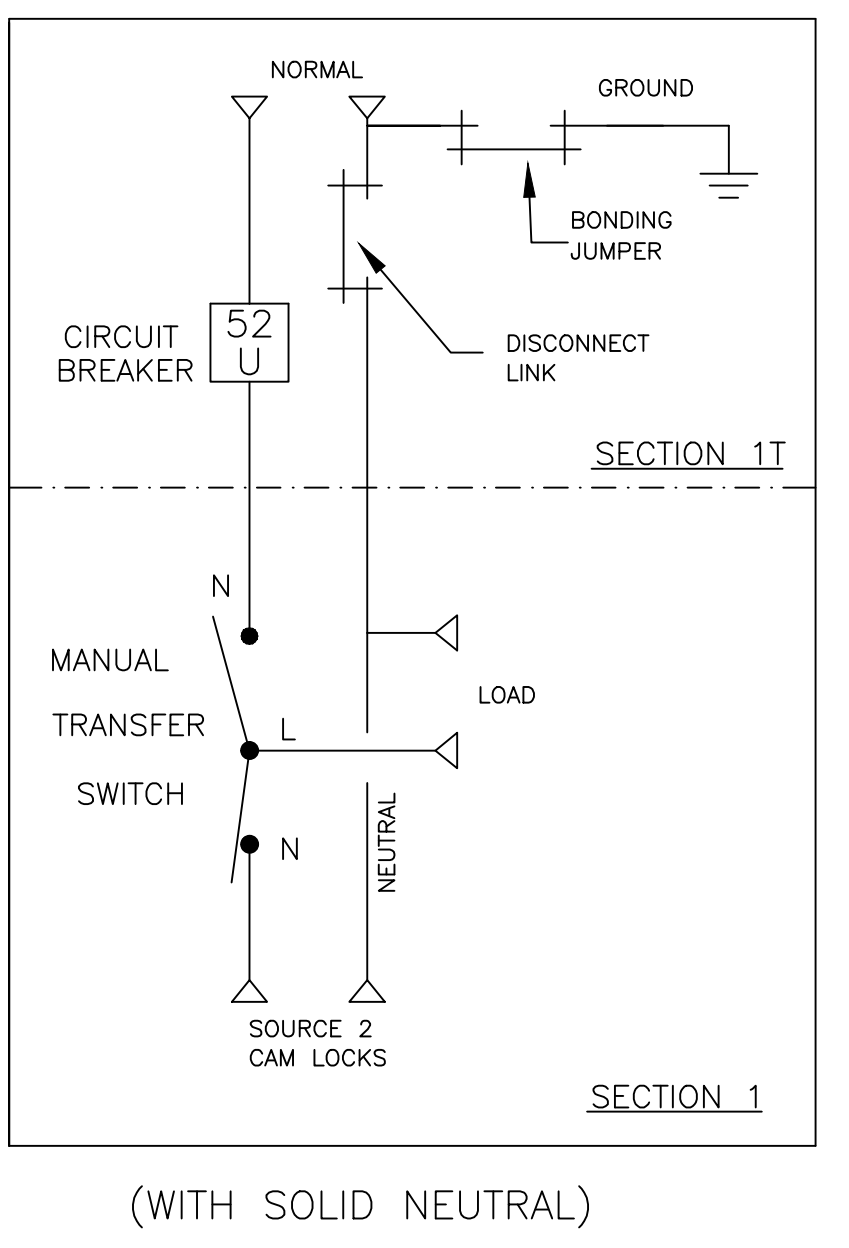 NORMAL
GROUND
BONDING
JUMPER
52
U
CIRCUIT
BREAKER
DISCONNECT
LINK
SECTION 1T
N
MANUAL
TRANSFER
SWITCH
L
LOAD
N
NEUTRAL
SOURCE 2
CAM LOCKS
SECTION 1
(WITH SOLID NEUTRAL)